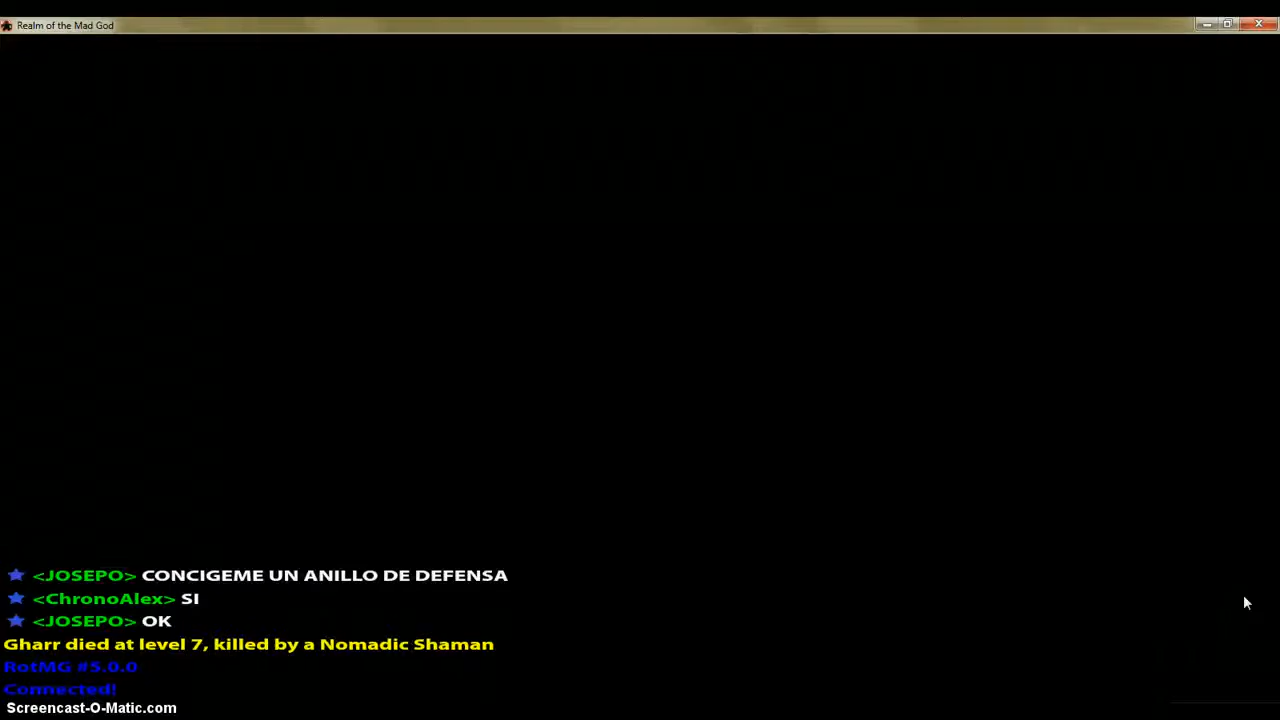 Realm of the Mad God
<JOSEPO> CONCIGEME UN ANILLO DE DEFENSA
<ChronoAlex> SI
<JOSEPO> OK
Gharr died at level 7, killed by a Nomadic Shaman
RotMG #5.0.0
Connected!
Screencast-O-Matic.com